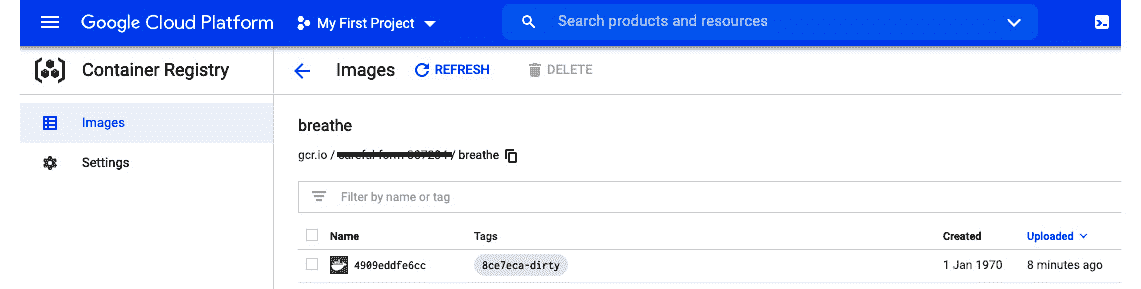 Google Cloud Platform My First Project Search products and resources
Container Registry Images REFRESH DELETE
Images
Settings
breathe
gcr.io / / breathe
Filter by name or tag
Name Tags Created Uploaded
4909eddfe6cc 8ce7eca-dirty 1 Jan 1970 8 minutes ago